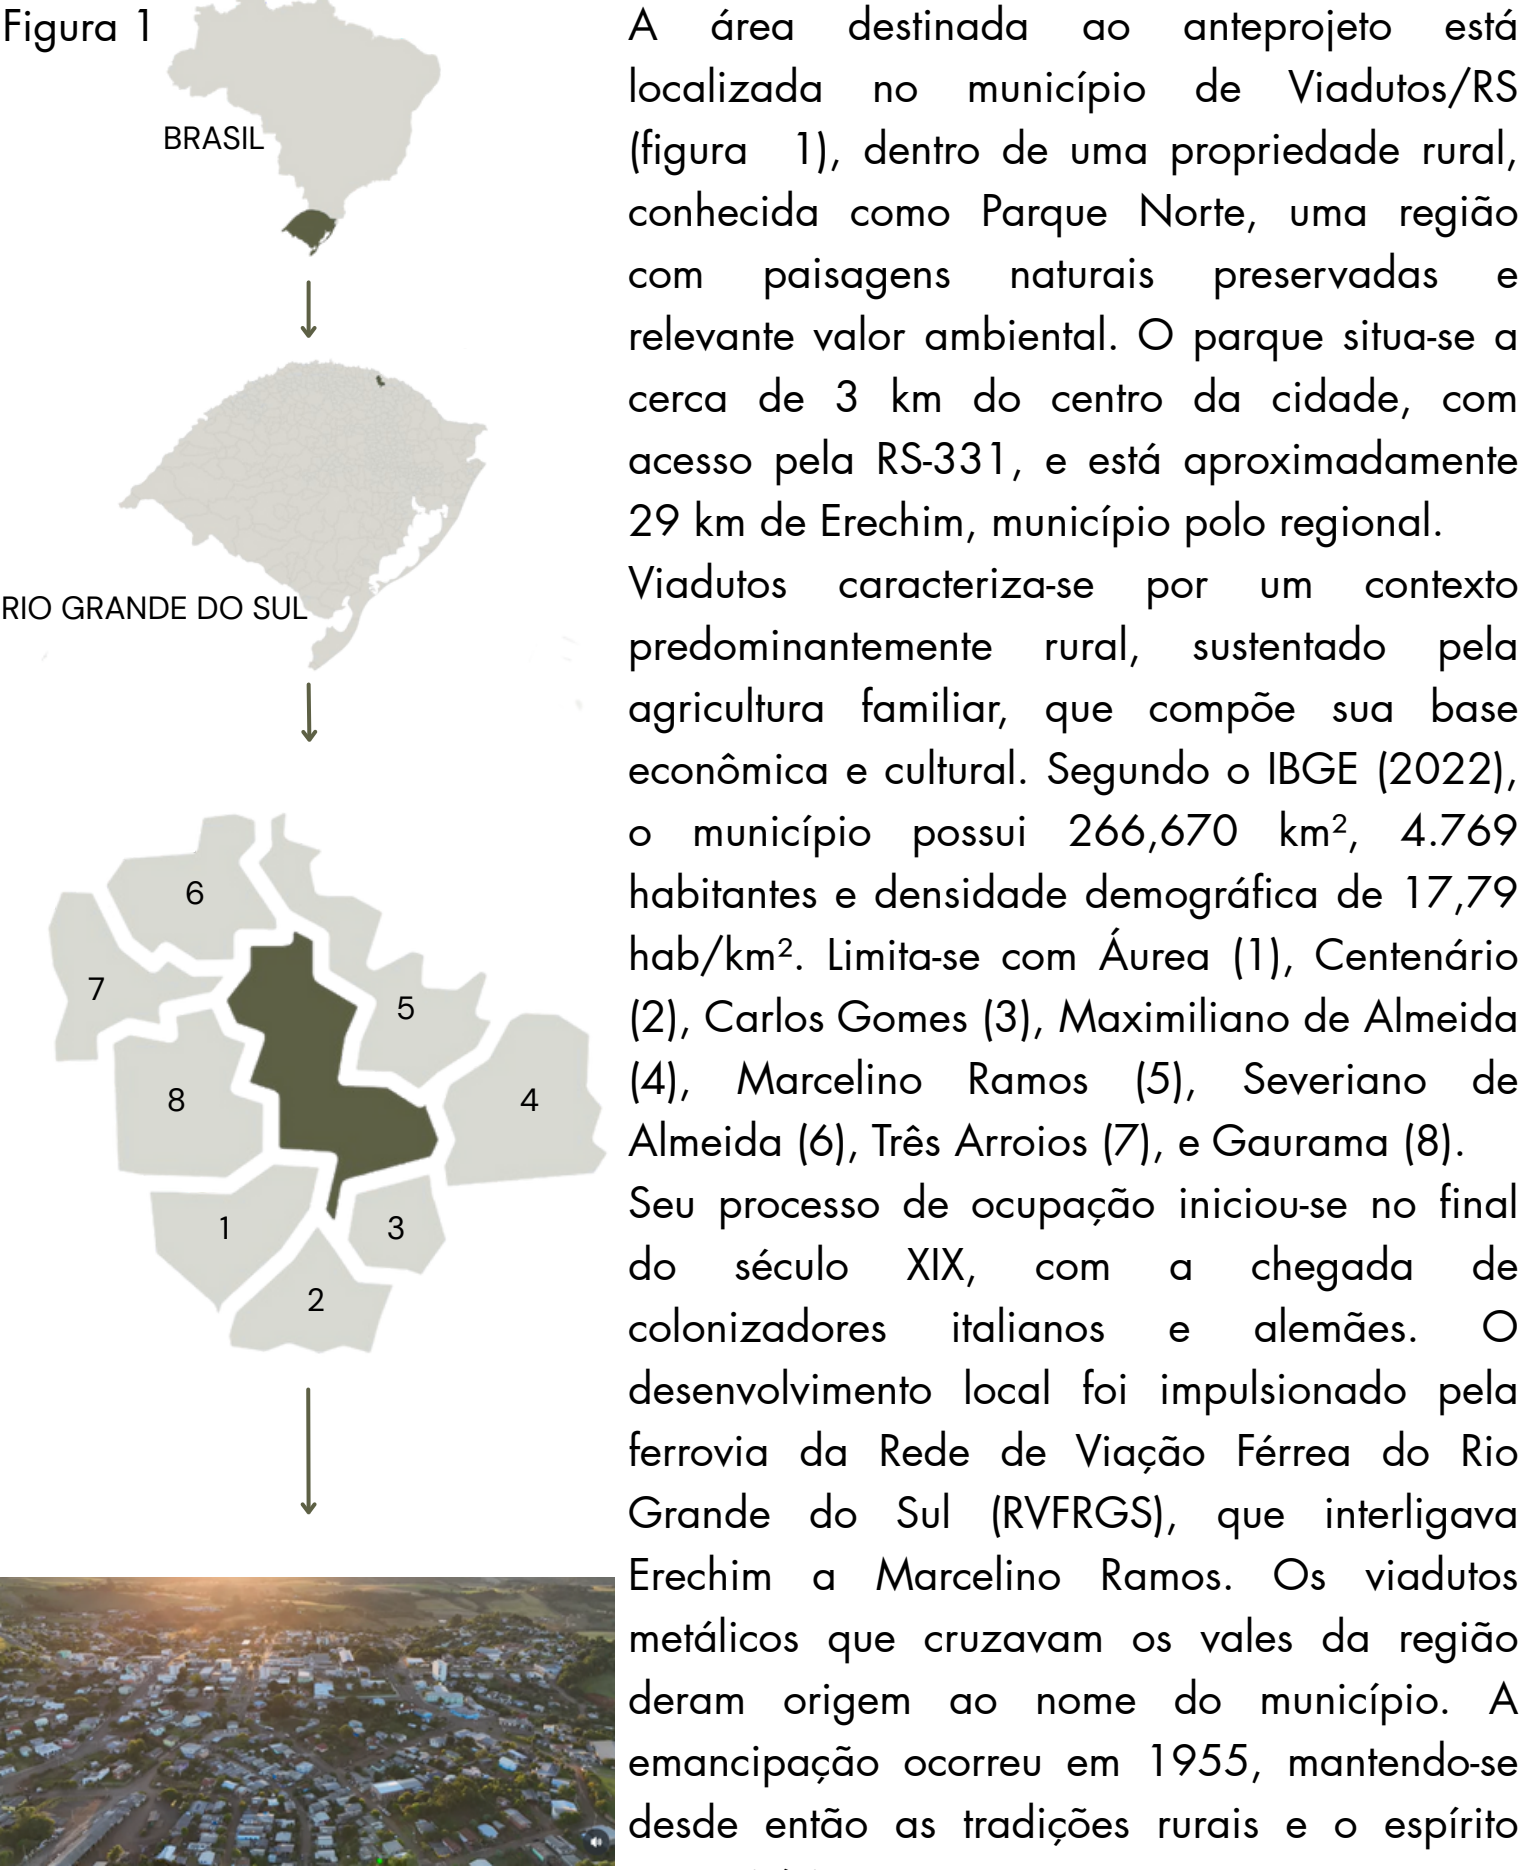 Figura 1
BRASIL
RIO GRANDE DO SUL
6
7
5
8
4
1
3
2
A área destinada ao anteprojeto está
localizada no município de Viadutos/RS
(figura 1), dentro de uma propriedade rural,
conhecida como Parque Norte, uma região
com paisagens naturais preservadas e
relevante valor ambiental. O parque situa-se a
cerca de 3 km do centro da cidade, com
acesso pela RS-331, e está aproximadamente
29 km de Erechim, município polo regional.
Viadutos caracteriza-se por um contexto
predominantemente rural, sustentado pela
agricultura familiar, que compõe sua base
econômica e cultural. Segundo o IBGE (2022),
o município possui 266,670 km², 4.769
habitantes e densidade demográfica de 17,79
hab/km². Limita-se com Áurea (1), Centenário
(2), Carlos Gomes (3), Maximiliano de Almeida
(4), Marcelino Ramos (5), Severiano de
Almeida (6), Três Arroios (7), e Gaurama (8).
Seu processo de ocupação iniciou-se no final
do século XIX, com a chegada de
colonizadores italianos e alemães. O
desenvolvimento local foi impulsionado pela
ferrovia da Rede de Viação Férrea do Rio
Grande do Sul (RVFRGS), que interligava
Erechim a Marcelino Ramos. Os viadutos
metálicos que cruzavam os vales da região
deram origem ao nome do município. A
emancipação ocorreu em 1955, mantendo-se
desde então as tradições rurais e o espírito